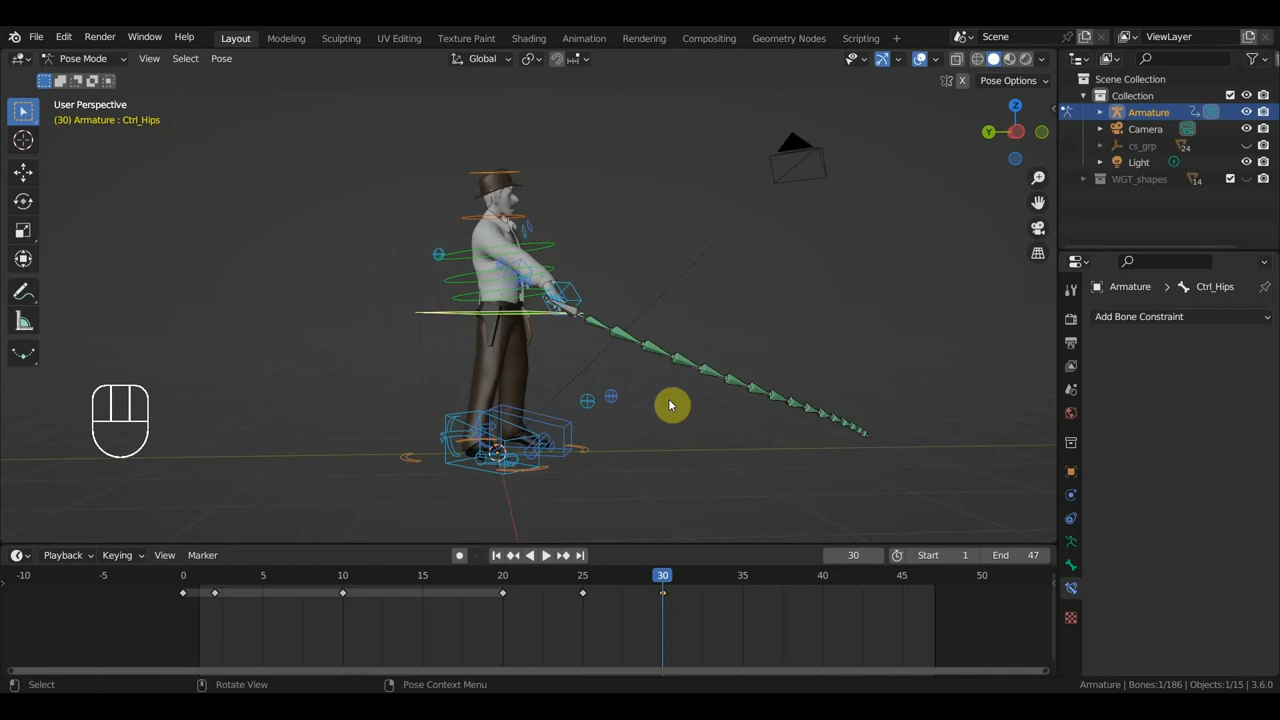 File Edit Render Window Help
Layout Modeling Sculpting UV Editing Texture Paint Shading Animation Rendering Compositing Geometry Nodes Scripting +
Scene ViewLayer
Pose Mode View Select Pose Global
X Pose Options
User Perspective
(30) Armature : Ctrl_Hips
Z
Y
Scene Collection
Collection
Armature
Camera
cs_grp 24
Light
WGT_shapes 14
Armature Ctrl_Hips
Add Bone Constraint
Playback Keying View Marker 30 Start 1 End 47
-10 -5 0 5 10 15 20 25 30 35 40 45 50
Select Rotate View Pose Context Menu Armature | Bones:1/186 | Objects:1/15 | 3.6.0